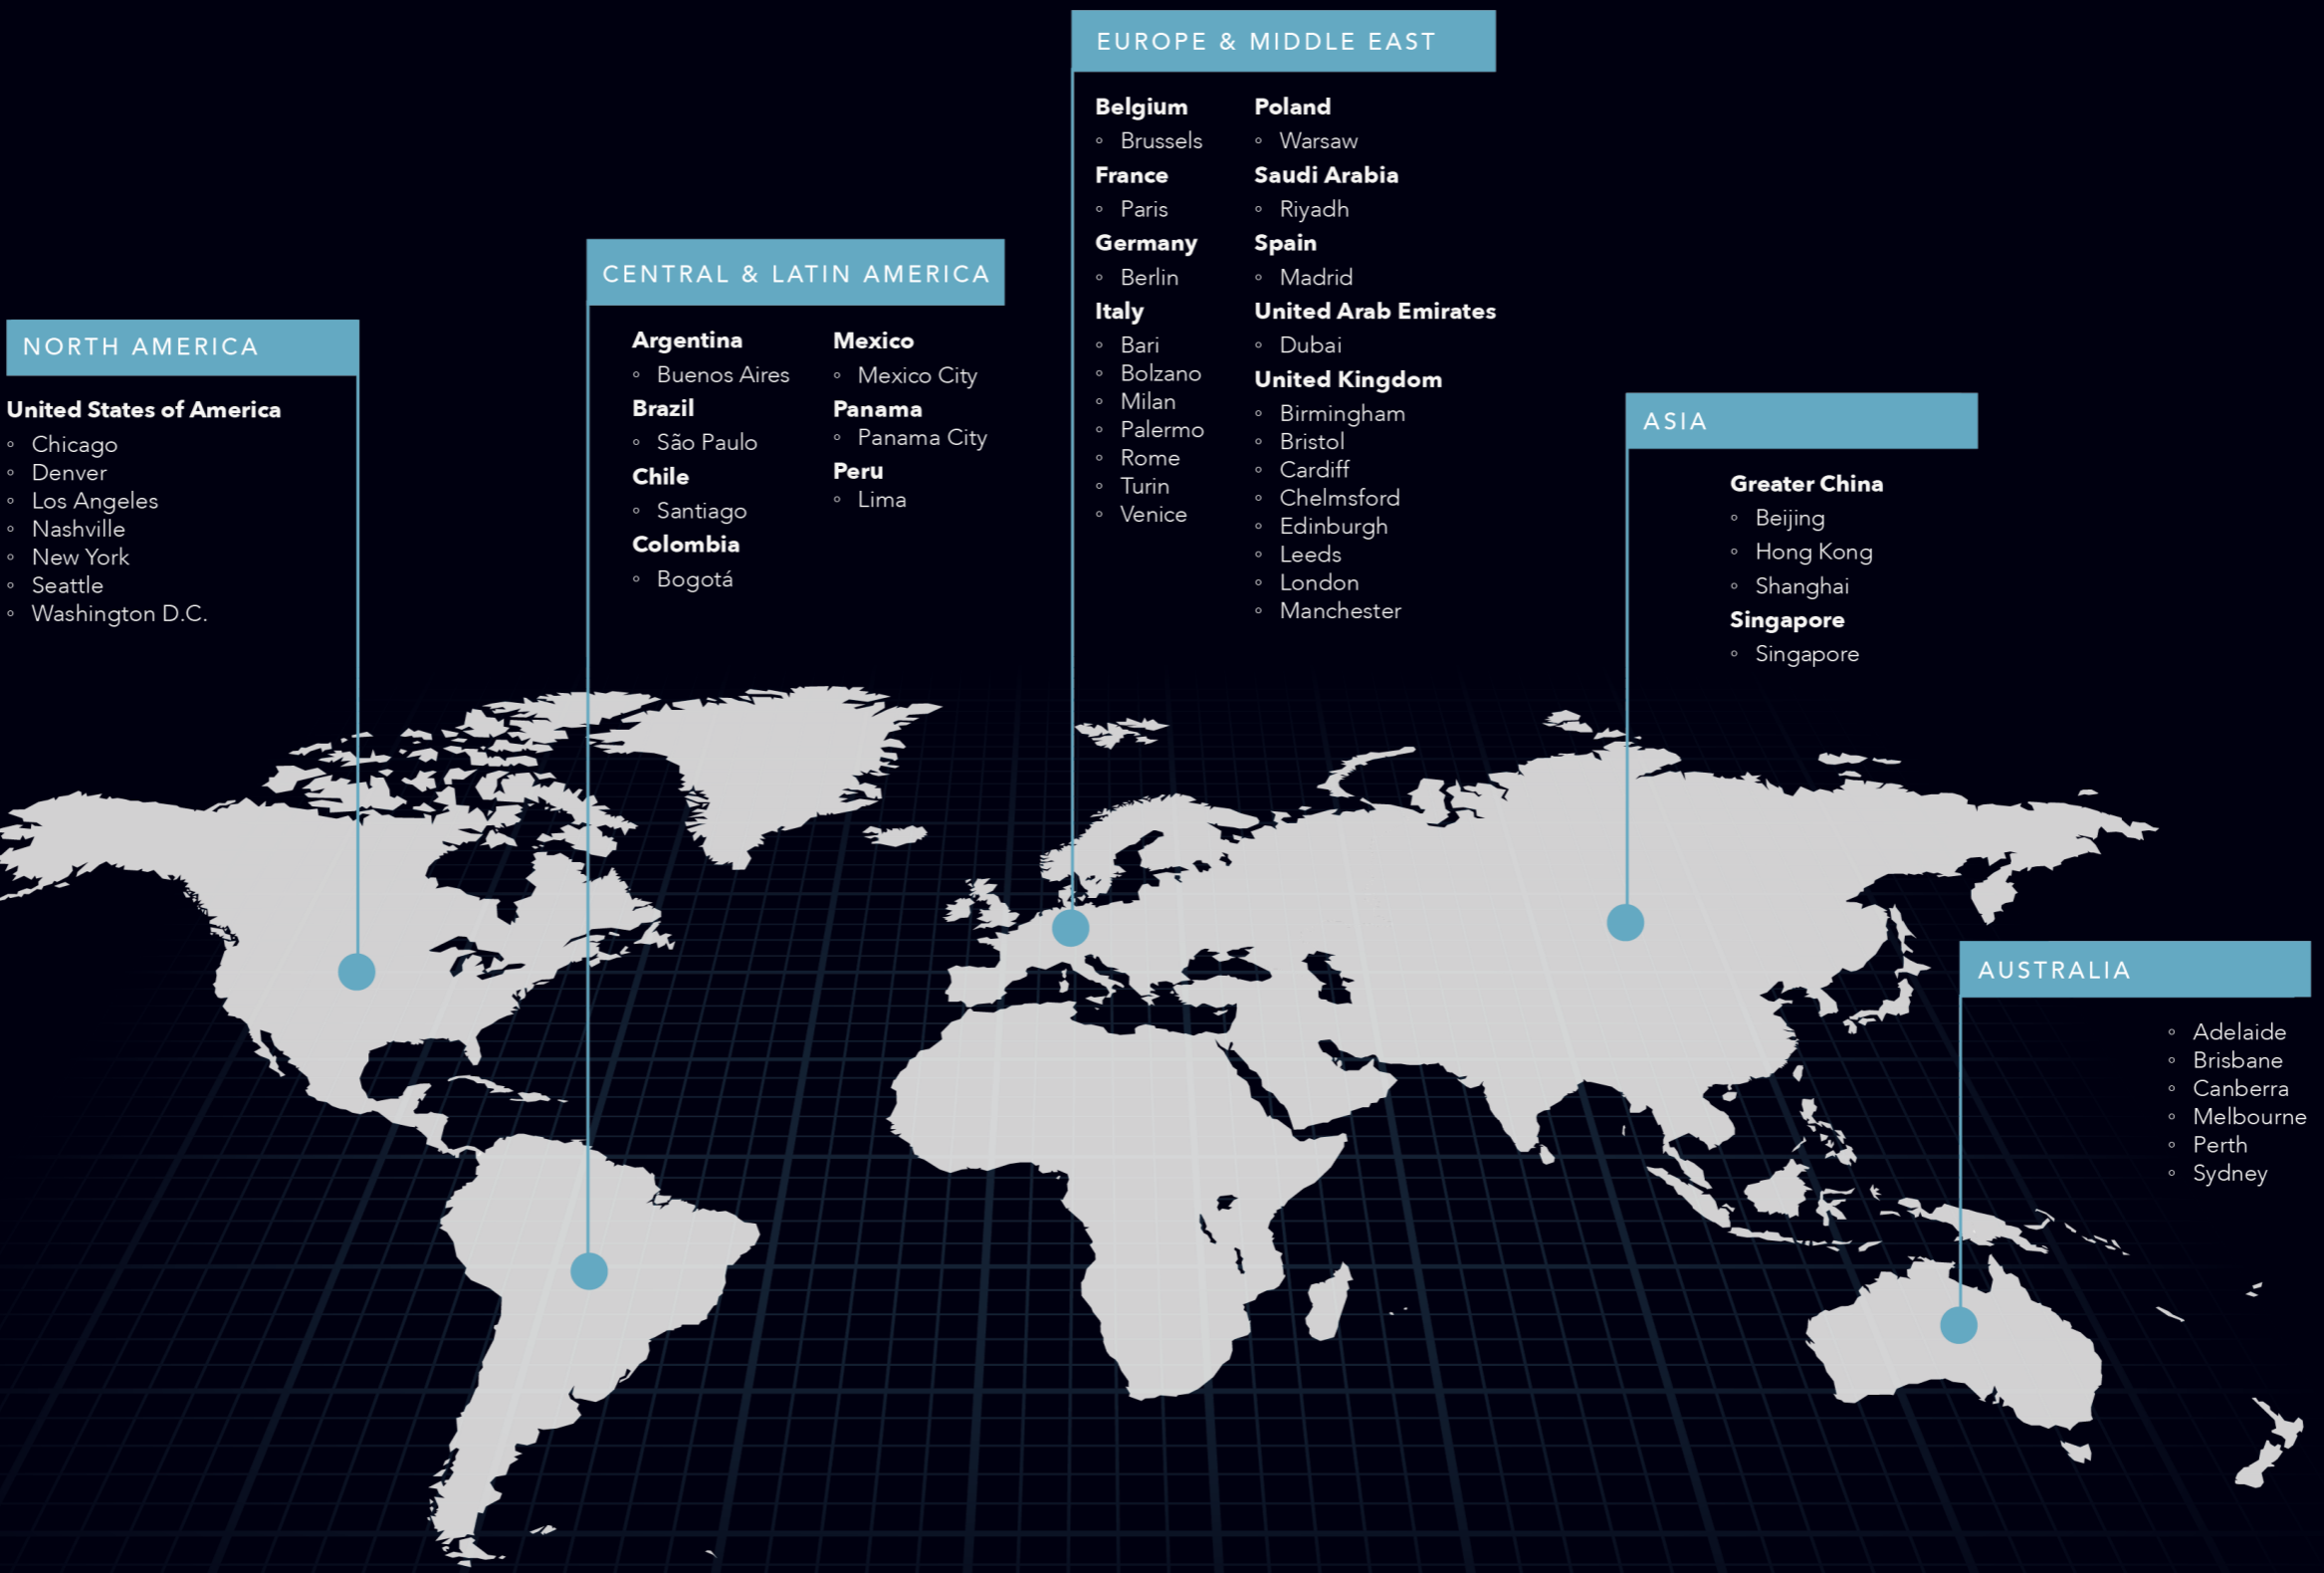 EUROPE & MIDDLE EAST
Belgium
◦ Brussels
France
◦ Paris
Germany
◦ Berlin
Italy
◦ Bari
◦ Bolzano
◦ Milan
◦ Palermo
◦ Rome
◦ Turin
◦ Venice
Poland
◦ Warsaw
Saudi Arabia
◦ Riyadh
Spain
◦ Madrid
United Arab Emirates
◦ Dubai
United Kingdom
◦ Birmingham
◦ Bristol
◦ Cardiff
◦ Chelmsford
◦ Edinburgh
◦ Leeds
◦ London
◦ Manchester
CENTRAL & LATIN AMERICA
Argentina
◦ Buenos Aires
Brazil
◦ São Paulo
Chile
◦ Santiago
Colombia
◦ Bogotá
Mexico
◦ Mexico City
Panama
◦ Panama City
Peru
◦ Lima
NORTH AMERICA
United States of America
◦ Chicago
◦ Denver
◦ Los Angeles
◦ Nashville
◦ New York
◦ Seattle
◦ Washington D.C.
ASIA
Greater China
◦ Beijing
◦ Hong Kong
◦ Shanghai
Singapore
◦ Singapore
AUSTRALIA
◦ Adelaide
◦ Brisbane
◦ Canberra
◦ Melbourne
◦ Perth
◦ Sydney